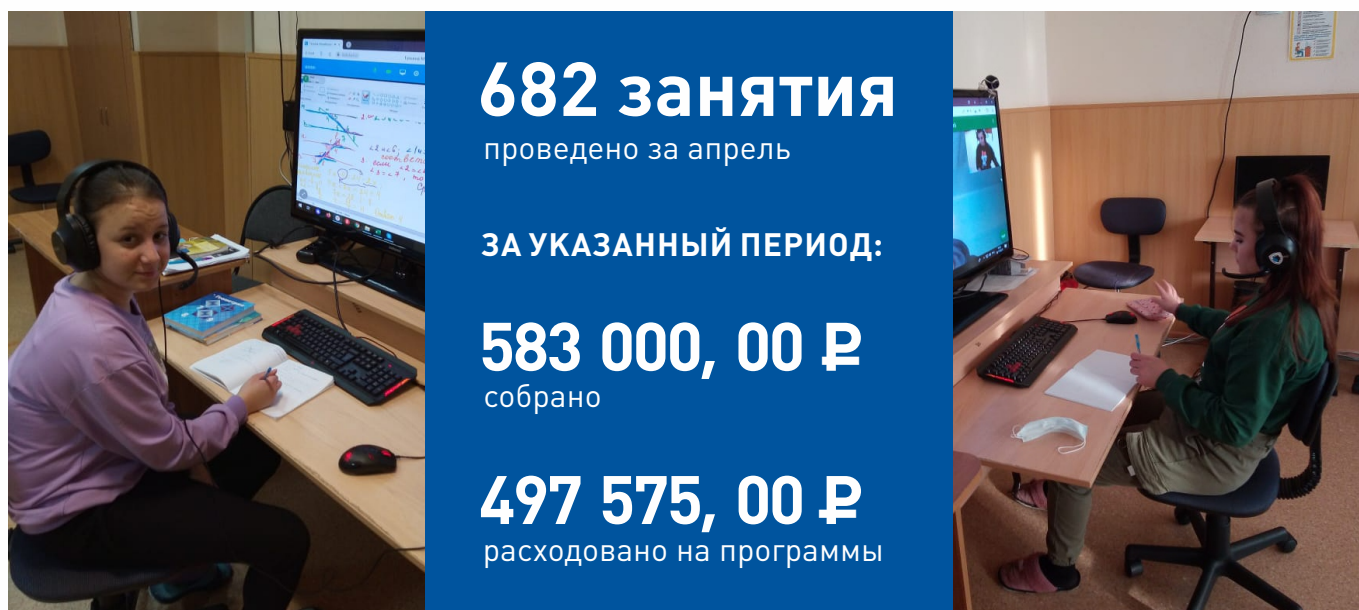 682 занятия
проведено за апрель
ЗА УКАЗАННЫЙ ПЕРИОД:
583 000, 00 ₽
собрано
497 575, 00 ₽
расходовано на программы